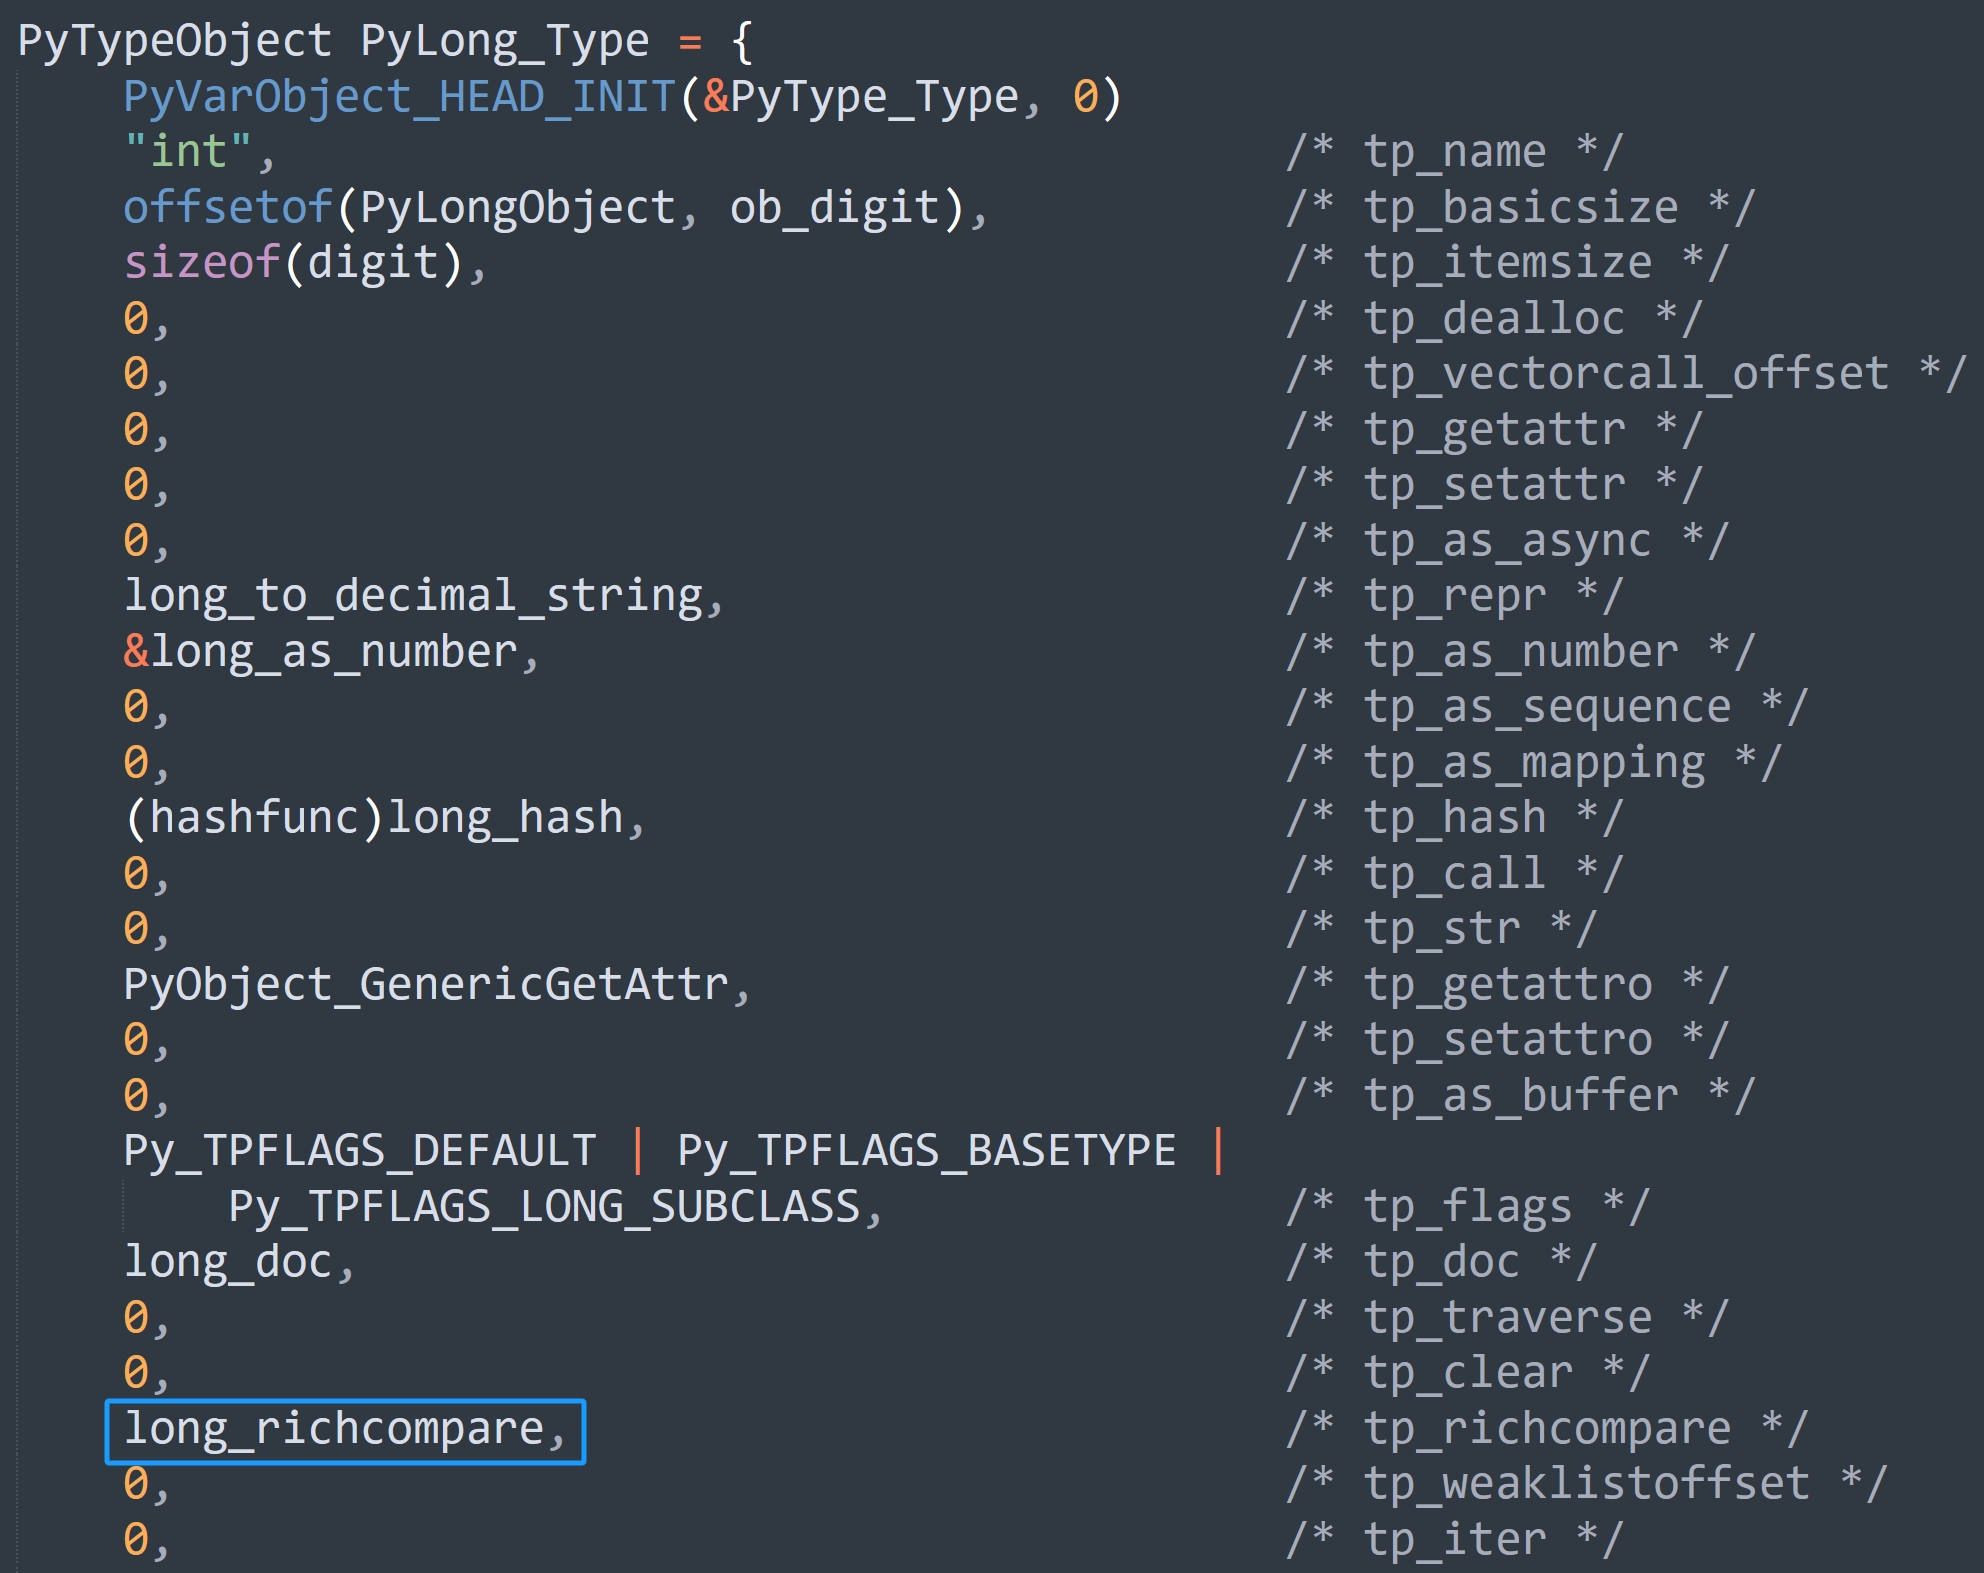 PyTypeObject PyLong_Type = {
PyVarObject_HEAD_INIT(&PyType_Type, 0)
"int", /* tp_name */
offsetof(PyLongObject, ob_digit), /* tp_basicsize */
sizeof(digit), /* tp_itemsize */
0, /* tp_dealloc */
0, /* tp_vectorcall_offset */
0, /* tp_getattr */
0, /* tp_setattr */
0, /* tp_as_async */
long_to_decimal_string, /* tp_repr */
&long_as_number, /* tp_as_number */
0, /* tp_as_sequence */
0, /* tp_as_mapping */
(hashfunc)long_hash, /* tp_hash */
0, /* tp_call */
0, /* tp_str */
PyObject_GenericGetAttr, /* tp_getattro */
0, /* tp_setattro */
0, /* tp_as_buffer */
Py_TPFLAGS_DEFAULT | Py_TPFLAGS_BASETYPE |
Py_TPFLAGS_LONG_SUBCLASS, /* tp_flags */
long_doc, /* tp_doc */
0, /* tp_traverse */
0, /* tp_clear */
long_richcompare, /* tp_richcompare */
0, /* tp_weaklistoffset */
0, /* tp_iter */